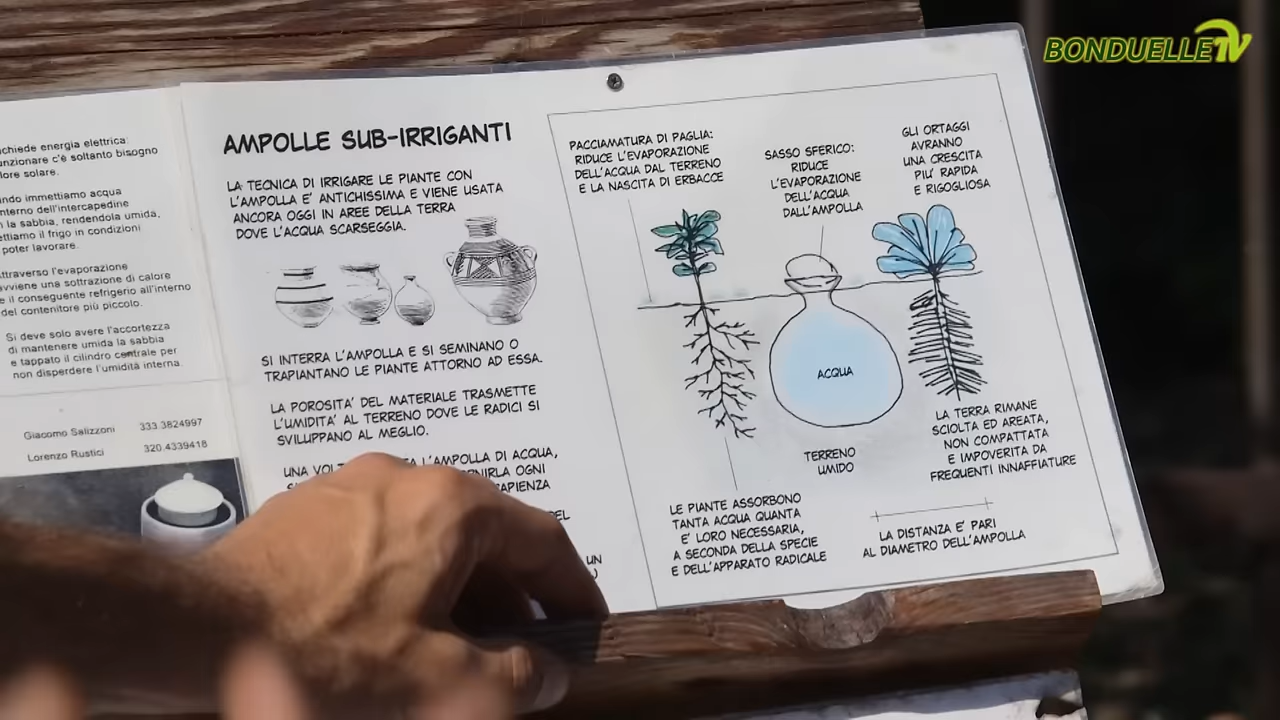 BONDUELLE TV
chiede energia elettrica:
unzionare c'è soltanto bisogno
lore solare.
ando immettiamo acqua
nterno dell'intercapedine
n la sabbia, rendendola umida,
ettiamo il frigo in condizioni
poter lavorare.
attraverso l'evaporazione
avviene una sottrazione di calore
e il conseguente refrigerio all'interno
del contenitore più piccolo.
Si deve solo avere l'accortezza
di mantenere umida la sabbia
e tappato il cilindro centrale per
non disperdere l'umidità interna.
Giacomo Salizzoni 333.3824997
Lorenzo Rustici 320.4339418
AMPOLLE SUB-IRRIGANTI
LA TECNICA DI IRRIGARE LE PIANTE CON
L'AMPOLLA E' ANTICHISSIMA E VIENE USATA
ANCORA OGGI IN AREE DELLA TERRA
DOVE L'ACQUA SCARSEGGIA.
SI INTERRA L'AMPOLLA E SI SEMINANO O
TRAPIANTANO LE PIANTE ATTORNO AD ESSA.
LA POROSITA' DEL MATERIALE TRASMETTE
L'UMIDITA' AL TERRENO DOVE LE RADICI SI
SVILUPPANO AL MEGLIO.
UNA L'AMPOLLA DI ACQUA,
OGNI
UN
PACCIAMATURA DI PAGLIA:
RIDUCE L'EVAPORAZIONE
DELL'ACQUA DAL TERRENO
E LA NASCITA DI ERBACCE
SASSO SFERICO:
RIDUCE
L'EVAPORAZIONE
DELL'ACQUA
DALL'AMPOLLA
GLI ORTAGGI
AVRANNO
UNA CRESCITA
PIU' RAPIDA
E RIGOGLIOSA
ACQUA
TERRENO
UMIDO
LA TERRA RIMANE
SCIOLTA ED AREATA,
NON COMPATTATA
E IMPOVERITA DA
FREQUENTI INNAFFIATURE
LE PIANTE ASSORBONO
TANTA ACQUA QUANTA
E' LORO NECESSARIA,
A SECONDA DELLA SPECIE
E DELL'APPARATO RADICALE
LA DISTANZA E' PARI
AL DIAMETRO DELL'AMPOLLA